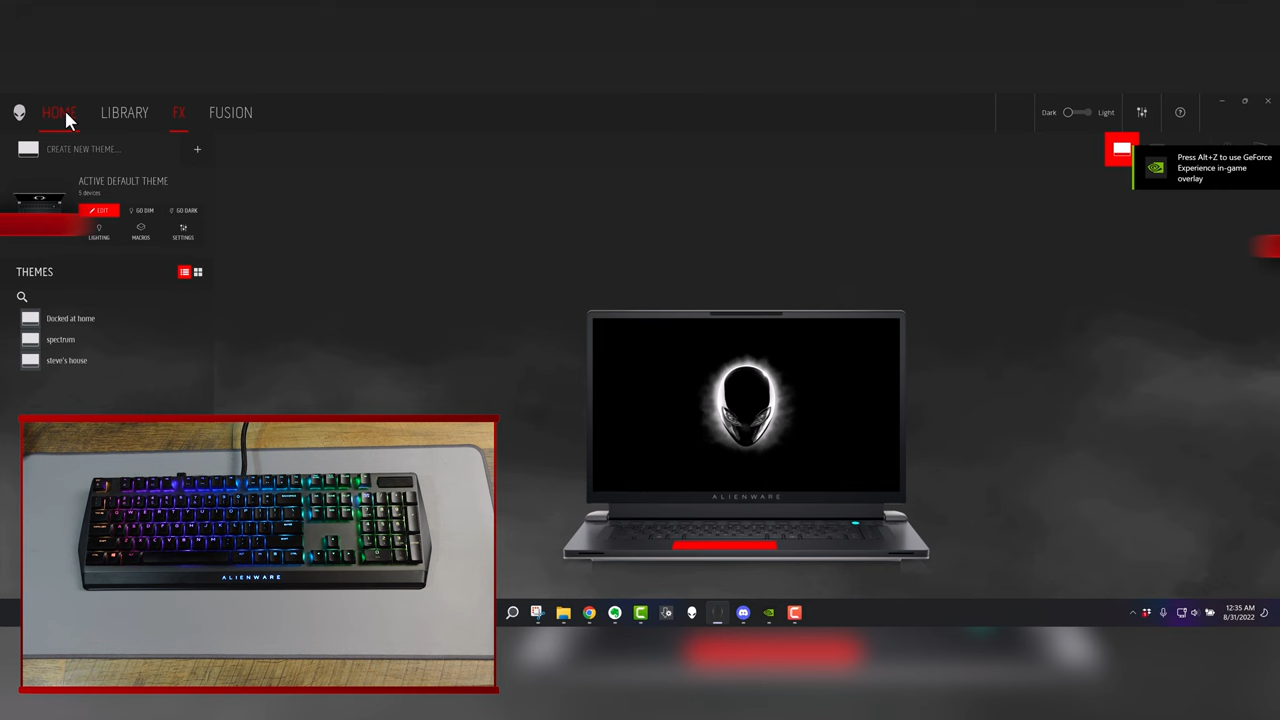 HOME LIBRARY FX FUSION
Dark Light
CREATE NEW THEME....
ACTIVE DEFAULT THEME
5 devices
EDIT GO DIM GO DARK
LIGHTING MACROS SETTINGS
Press Alt+Z to use GeForce
Experience in-game
overlay
THEMES
Docked at home
spectrum
steve's house
ALIENWARE
ALIENWARE
12:35 AM
8/31/2022